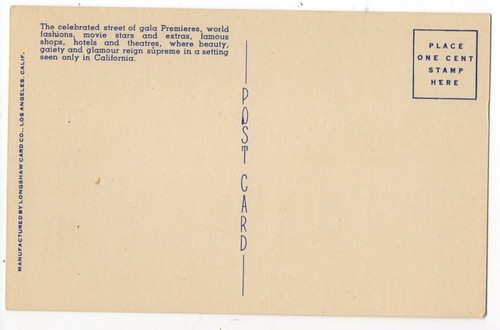 The celebrated street of gala Premieres, world
fashions, movie stars and extras, famous
shops, hotels and theatres, where beauty,
gaiety and glamour reign supreme in a setting
seen only in California.
PLACE
ONE CENT
STAMP
HERE
POST CARD
MANUFACTURED BY LONGSHAW CARD CO., LOS ANGELES, CALIF.